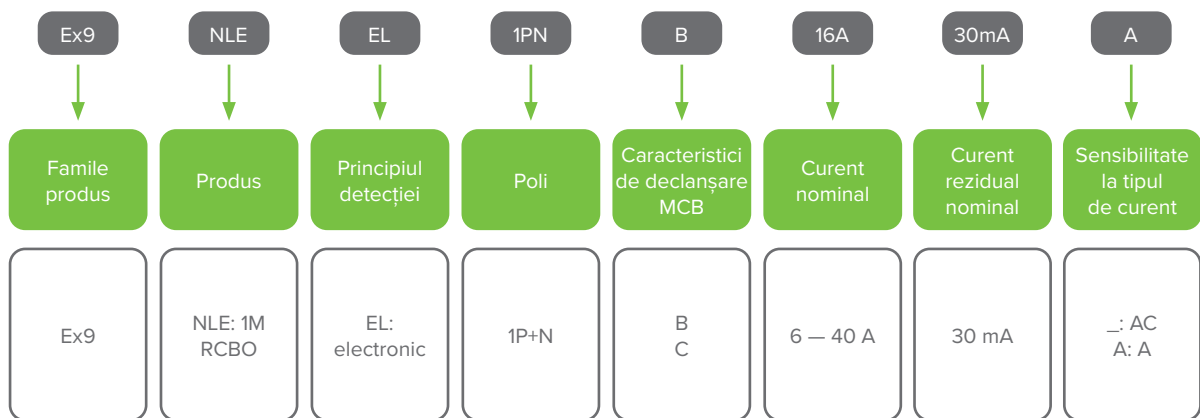 Ex9
NLE
EL
1PN
B
16A
30mA
A
Famile
produs
Produs
Principiul
detecției
Poli
Caracteristici
de declanșare
MCB
Curent
nominal
Curent
rezidual
nominal
Sensibilitate
la tipul
de curent
Ex9
NLE: 1M
RCBO
EL:
electronic
1P+N
B
C
6 — 40 A
30 mA
_: AC
A: A